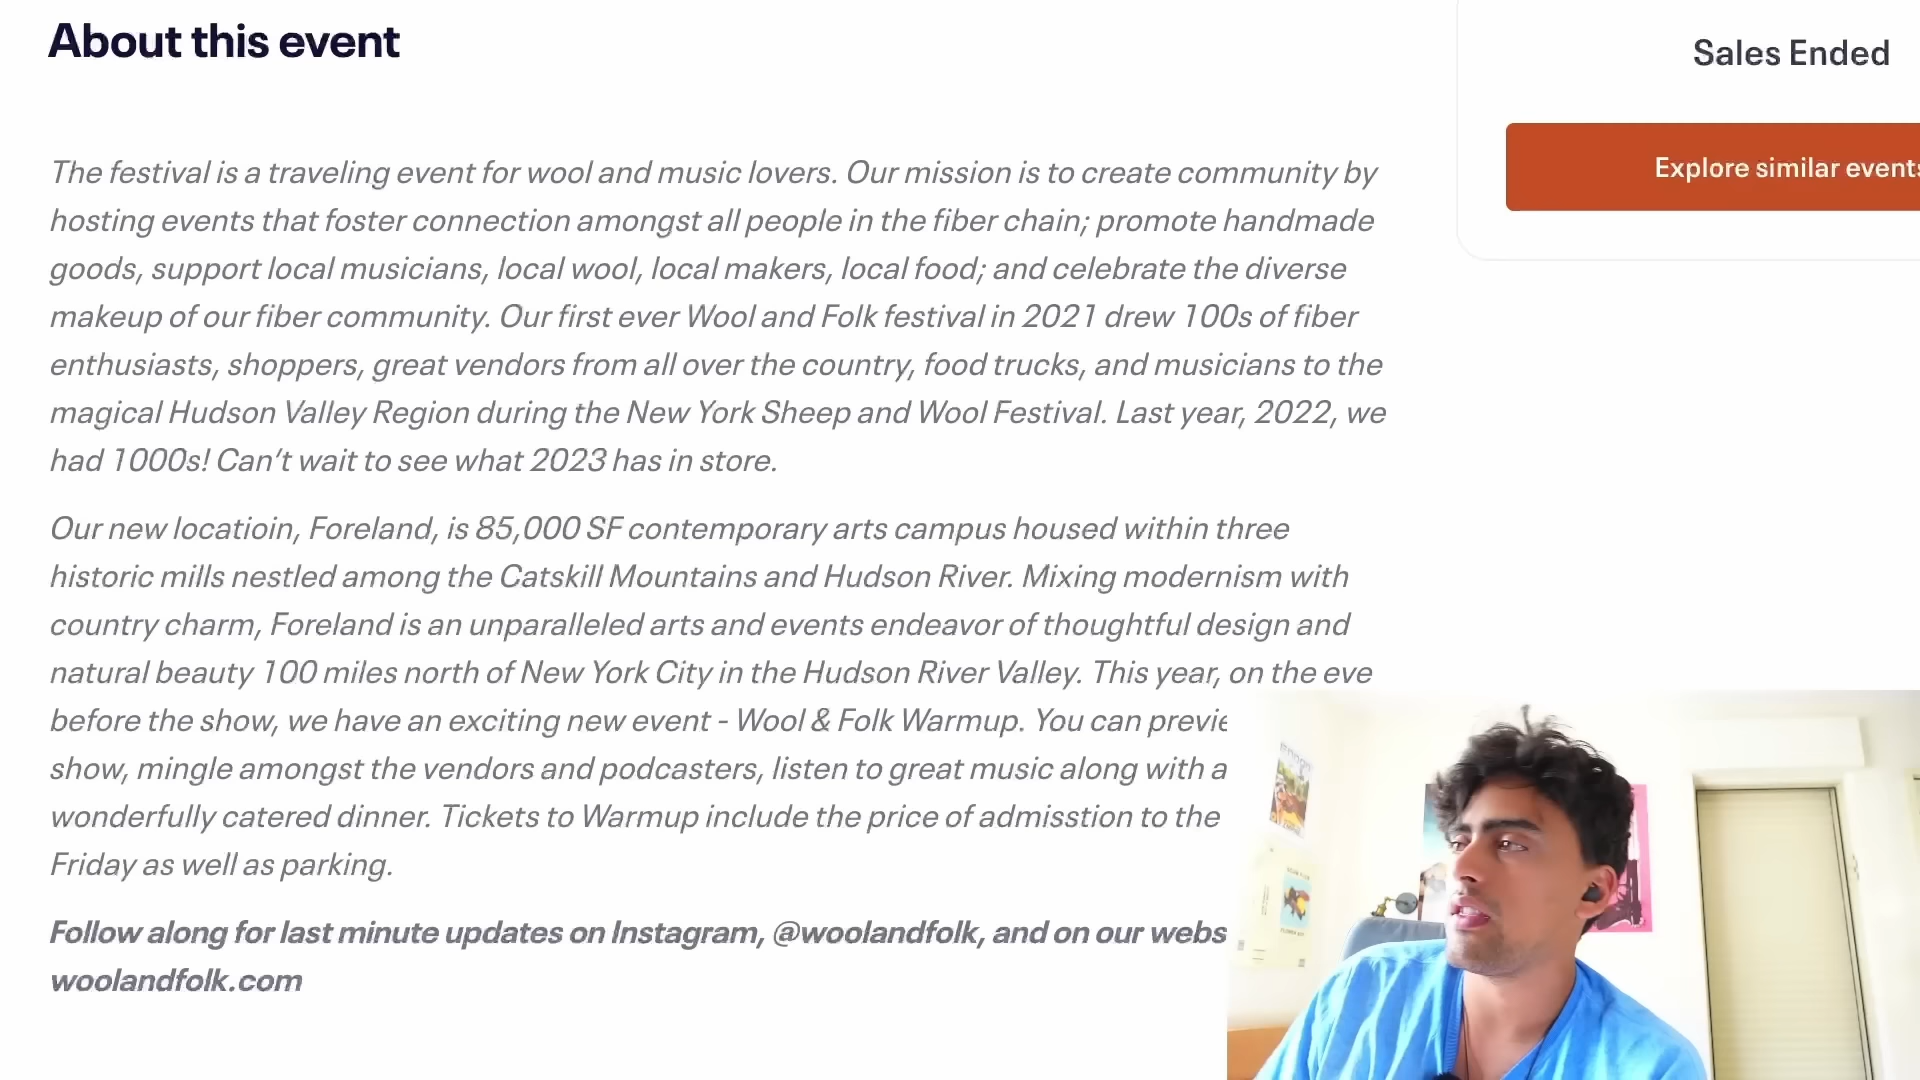 About this event
Sales Ended
Explore similar events
The festival is a traveling event for wool and music lovers. Our mission is to create community by
hosting events that foster connection amongst all people in the fiber chain; promote handmade
goods, support local musicians, local wool, local makers, local food; and celebrate the diverse
makeup of our fiber community. Our first ever Wool and Folk festival in 2021 drew 100s of fiber
enthusiasts, shoppers, great vendors from all over the country, food trucks, and musicians to the
magical Hudson Valley Region during the New York Sheep and Wool Festival. Last year, 2022, we
had 1000s! Can't wait to see what 2023 has in store.
Our new locatioin, Foreland, is 85,000 SF contemporary arts campus housed within three
historic mills nestled among the Catskill Mountains and Hudson River. Mixing modernism with
country charm, Foreland is an unparalleled arts and events endeavor of thoughtful design and
natural beauty 100 miles north of New York City in the Hudson River Valley. This year, on the eve
before the show, we have an exciting new event - Wool & Folk Warmup. You can previe
show, mingle amongst the vendors and podcasters, listen to great music along with a
wonderfully catered dinner. Tickets to Warmup include the price of admisstion to the
Friday as well as parking.
Follow along for last minute updates on Instagram, @woolandfolk, and on our webs
woolandfolk.com